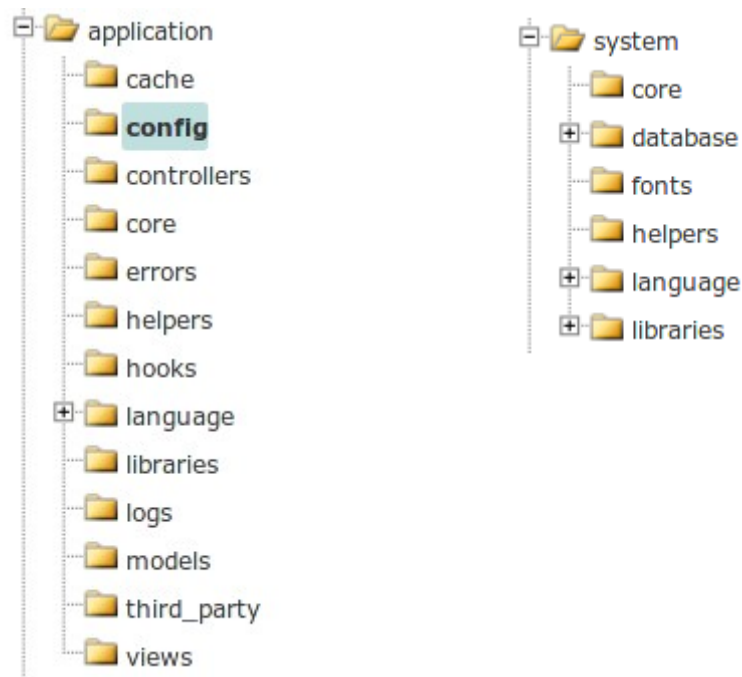 application
cache
config
controllers
core
errors
helpers
hooks
language
libraries
logs
models
third_party
views
system
core
database
fonts
helpers
language
libraries